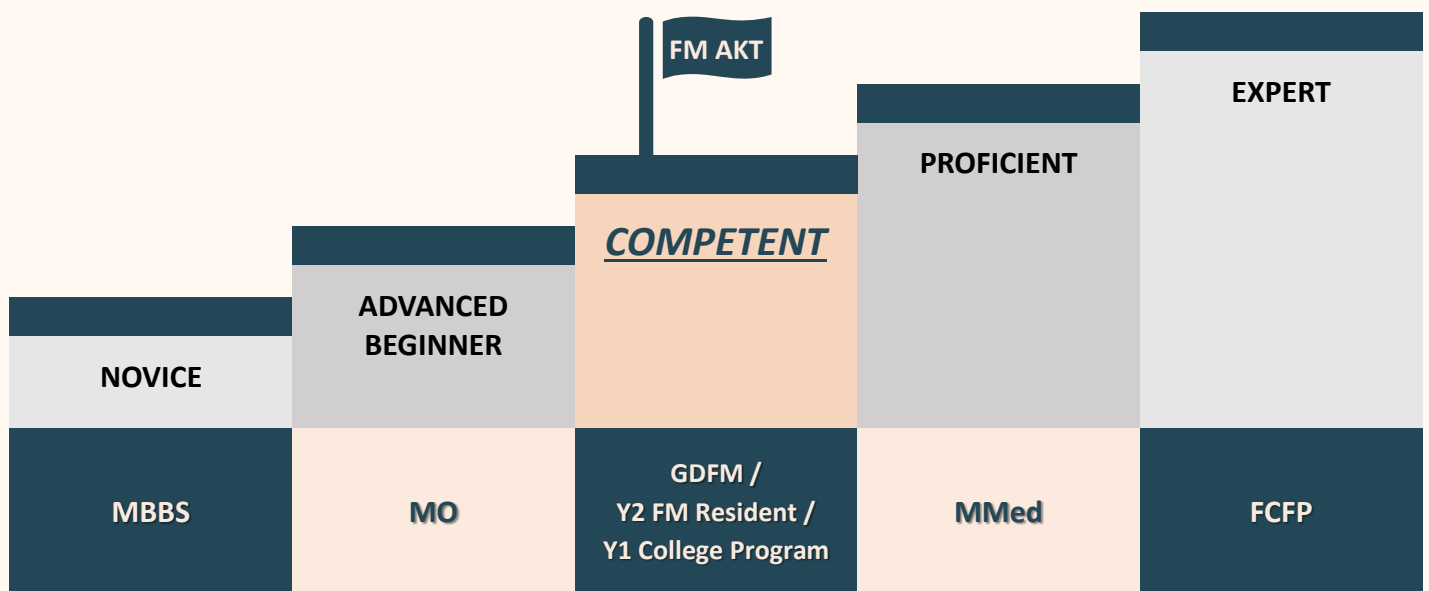 FM AKT
EXPERT
PROFICIENT
COMPETENT
ADVANCED
BEGINNER
NOVICE
MBBS
MO
GDFM /
Y2 FM Resident /
Y1 College Program
MMed
FCFP